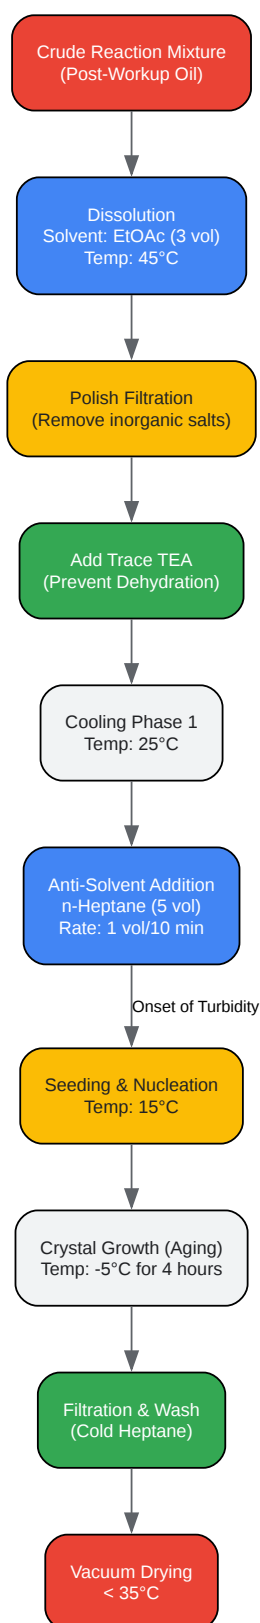 Crude Reaction Mixture
(Post-Workup Oil)
Dissolution
Solvent: EtOAc (3 vol)
Temp: 45°C
Polish Filtration
(Remove inorganic salts)
Add Trace TEA
(Prevent Dehydration)
Cooling Phase 1
Temp: 25°C
Anti-Solvent Addition
n-Heptane (5 vol)
Rate: 1 vol/10 min
Onset of Turbidity
Seeding & Nucleation
Temp: 15°C
Crystal Growth (Aging)
Temp: -5°C for 4 hours
Filtration & Wash
(Cold Heptane)
Vacuum Drying
< 35°C